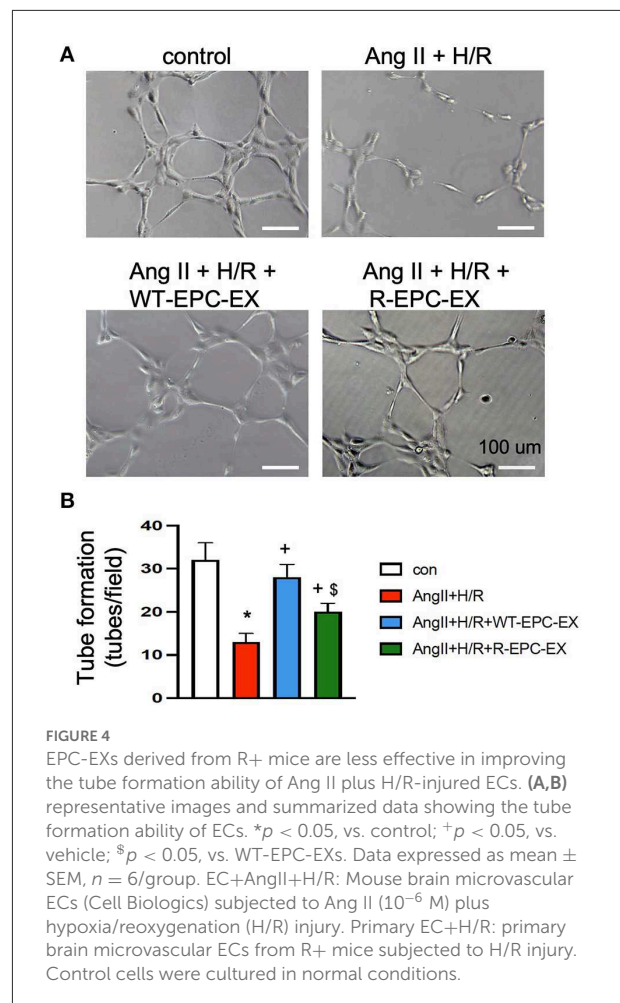 A
control
Ang II + H/R
Ang II + H/R +
WT-EPC-EX
Ang II + H/R +
R-EPC-EX
100 um
B
Tube formation
(tubes/field)
40
30
20
10
0
*
+
+ $
con
AngII+H/R
AngII+H/R+WT-EPC-EX
AngII+H/R+R-EPC-EX
FIGURE 4
EPC-EXs derived from R+ mice are less effective in improving
the tube formation ability of Ang II plus H/R-injured ECs. (A,B)
representative images and summarized data showing the tube
formation ability of ECs. *p < 0.05, vs. control; +p < 0.05, vs.
vehicle; $p < 0.05, vs. WT-EPC-EXs. Data expressed as mean ±
SEM, n = 6/group. EC+AngII+H/R: Mouse brain microvascular
ECs (Cell Biologics) subjected to Ang II (10⁻⁶ M) plus
hypoxia/reoxygenation (H/R) injury. Primary EC+H/R: primary
brain microvascular ECs from R+ mice subjected to H/R injury.
Control cells were cultured in normal conditions.